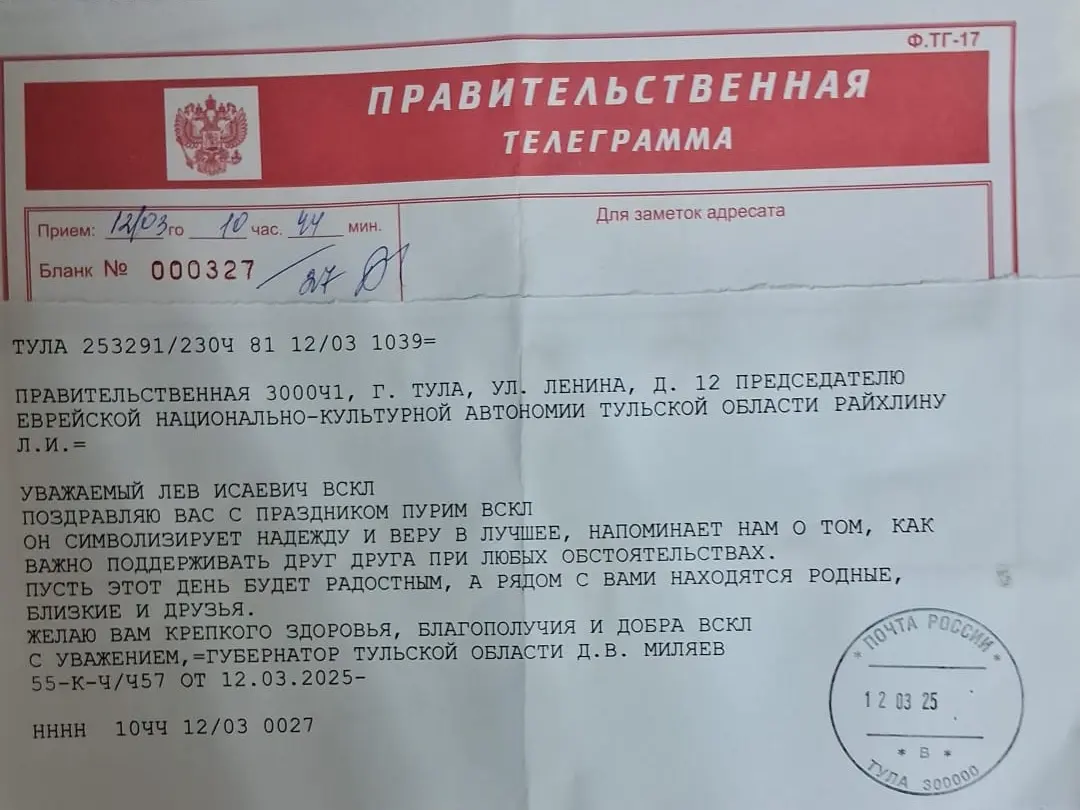 Ф.ТГ-17
ПРАВИТЕЛЬСТВЕННАЯ
ТЕЛЕГРАММА
Прием: 12/03го 10 час. 44 мин.
Для заметок адресата
Бланк № 000327
27
ТУЛА 253291/230Ч 81 12/03 1039=
ПРАВИТЕЛЬСТВЕННАЯ 3000Ч1, Г. ТУЛА, УЛ. ЛЕНИНА, Д. 12 ПРЕДСЕДАТЕЛЮ
ЕВРЕЙСКОЙ НАЦИОНАЛЬНО-КУЛЬТУРНОЙ АВТОНОМИИ ТУЛЬСКОЙ ОБЛАСТИ РАЙХЛИНУ
Л.И.=
УВАЖАЕМЫЙ ЛЕВ ИСАЕВИЧ ВСКЛ
ПОЗДРАВЛЯЮ ВАС С ПРАЗДНИКОМ ПУРИМ ВСКЛ
ОН СИМВОЛИЗИРУЕТ НАДЕЖДУ И ВЕРУ В ЛУЧШЕЕ, НАПОМИНАЕТ НАМ О ТОМ, КАК
ВАЖНО ПОДДЕРЖИВАТЬ ДРУГ ДРУГА ПРИ ЛЮБЫХ ОБСТОЯТЕЛЬСТВАХ.
ПУСТЬ ЭТОТ ДЕНЬ БУДЕТ РАДОСТНЫМ, А РЯДОМ С ВАМИ НАХОДЯТСЯ РОДНЫЕ,
БЛИЗКИЕ И ДРУЗЬЯ.
ЖЕЛАЮ ВАМ КРЕПКОГО ЗДОРОВЬЯ, БЛАГОПОЛУЧИЯ И ДОБРА ВСКЛ
С УВАЖЕНИЕМ,=ГУБЕРНАТОР ТУЛЬСКОЙ ОБЛАСТИ Д.В. МИЛЯЕВ
55-К-Ч/Ч57 ОТ 12.03.2025-
НННН 10ЧЧ 12/03 0027
* ПОЧТА РОССИИ *
12 03 25
* В *
ТУЛА 300000